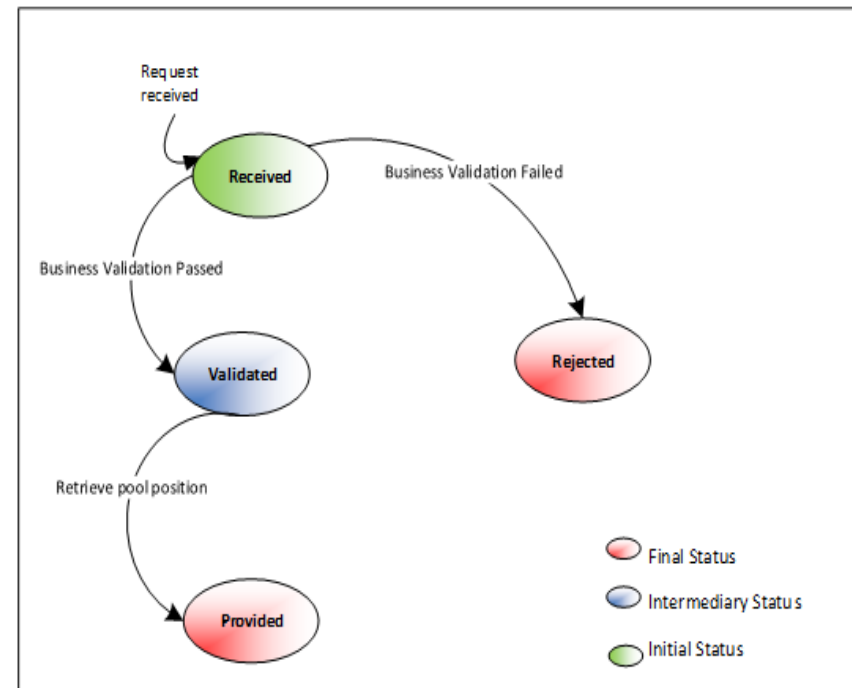 Request
received
Received
Business Validation Failed
Business Validation Passed
Validated
Rejected
Retrieve pool position
Provided
Final Status
Intermediary Status
Initial Status